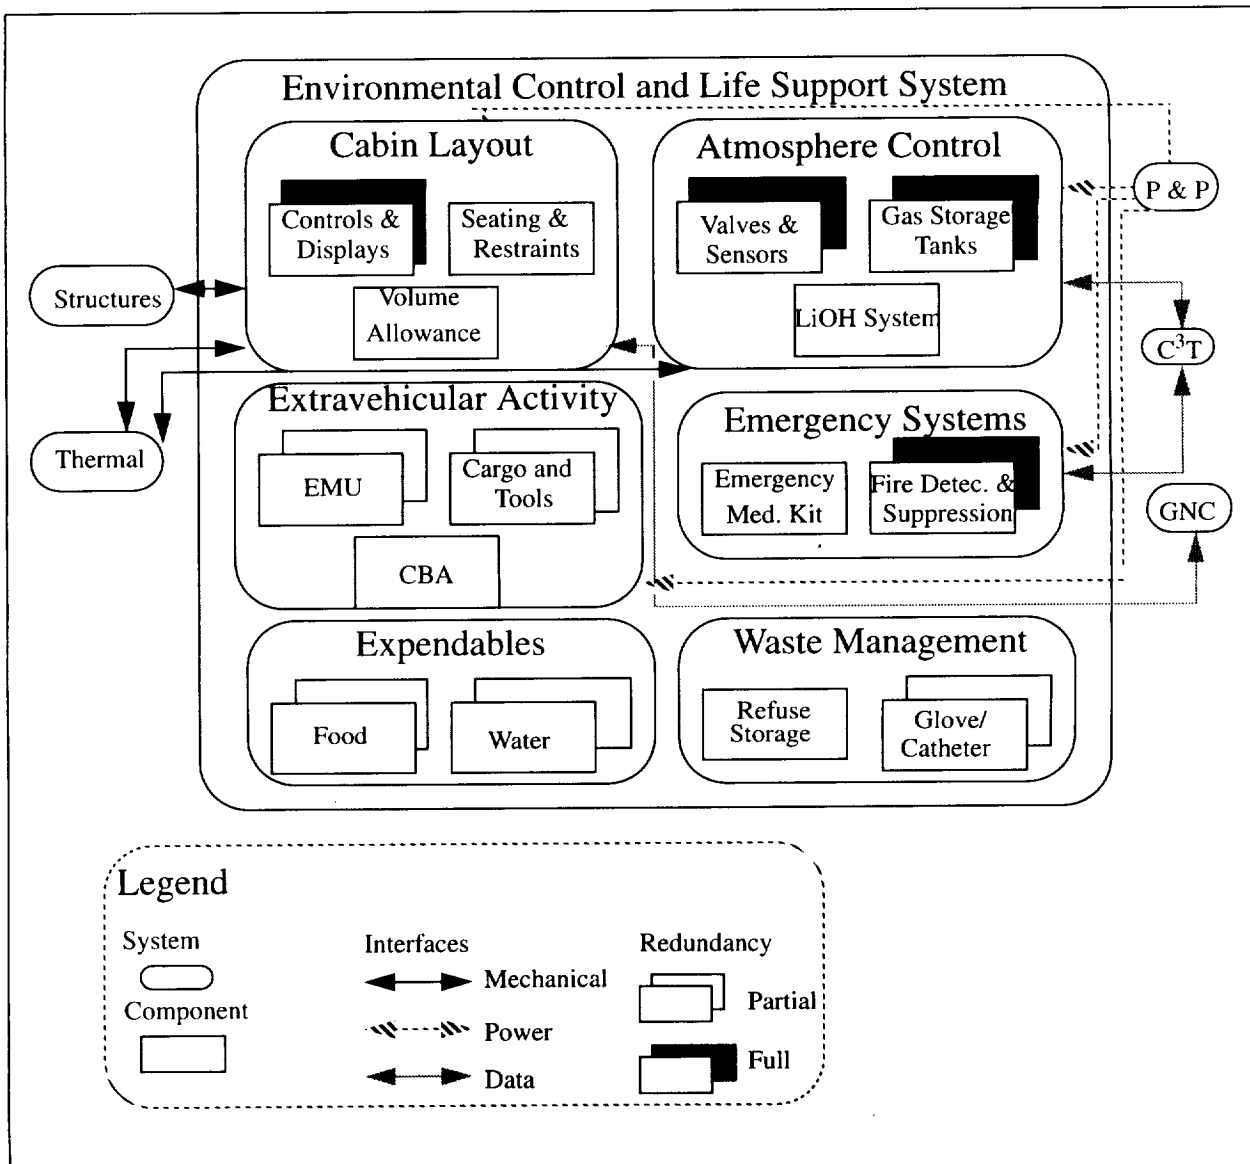 Environmental Control and Life Support System
Cabin Layout
Controls &
Displays
Seating &
Restraints
Volume
Allowance
Atmosphere Control
Valves &
Sensors
Gas Storage
Tanks
LiOH System
P & P
Structures
C³T
Thermal
Extravehicular Activity
EMU
Cargo and
Tools
CBA
Emergency Systems
Emergency
Med. Kit
Fire Detec. &
Suppression
GNC
Expendables
Food
Water
Waste Management
Refuse
Storage
Glove/
Catheter
Legend
System
Component
Interfaces
Mechanical
Power
Data
Redundancy
Partial
Full